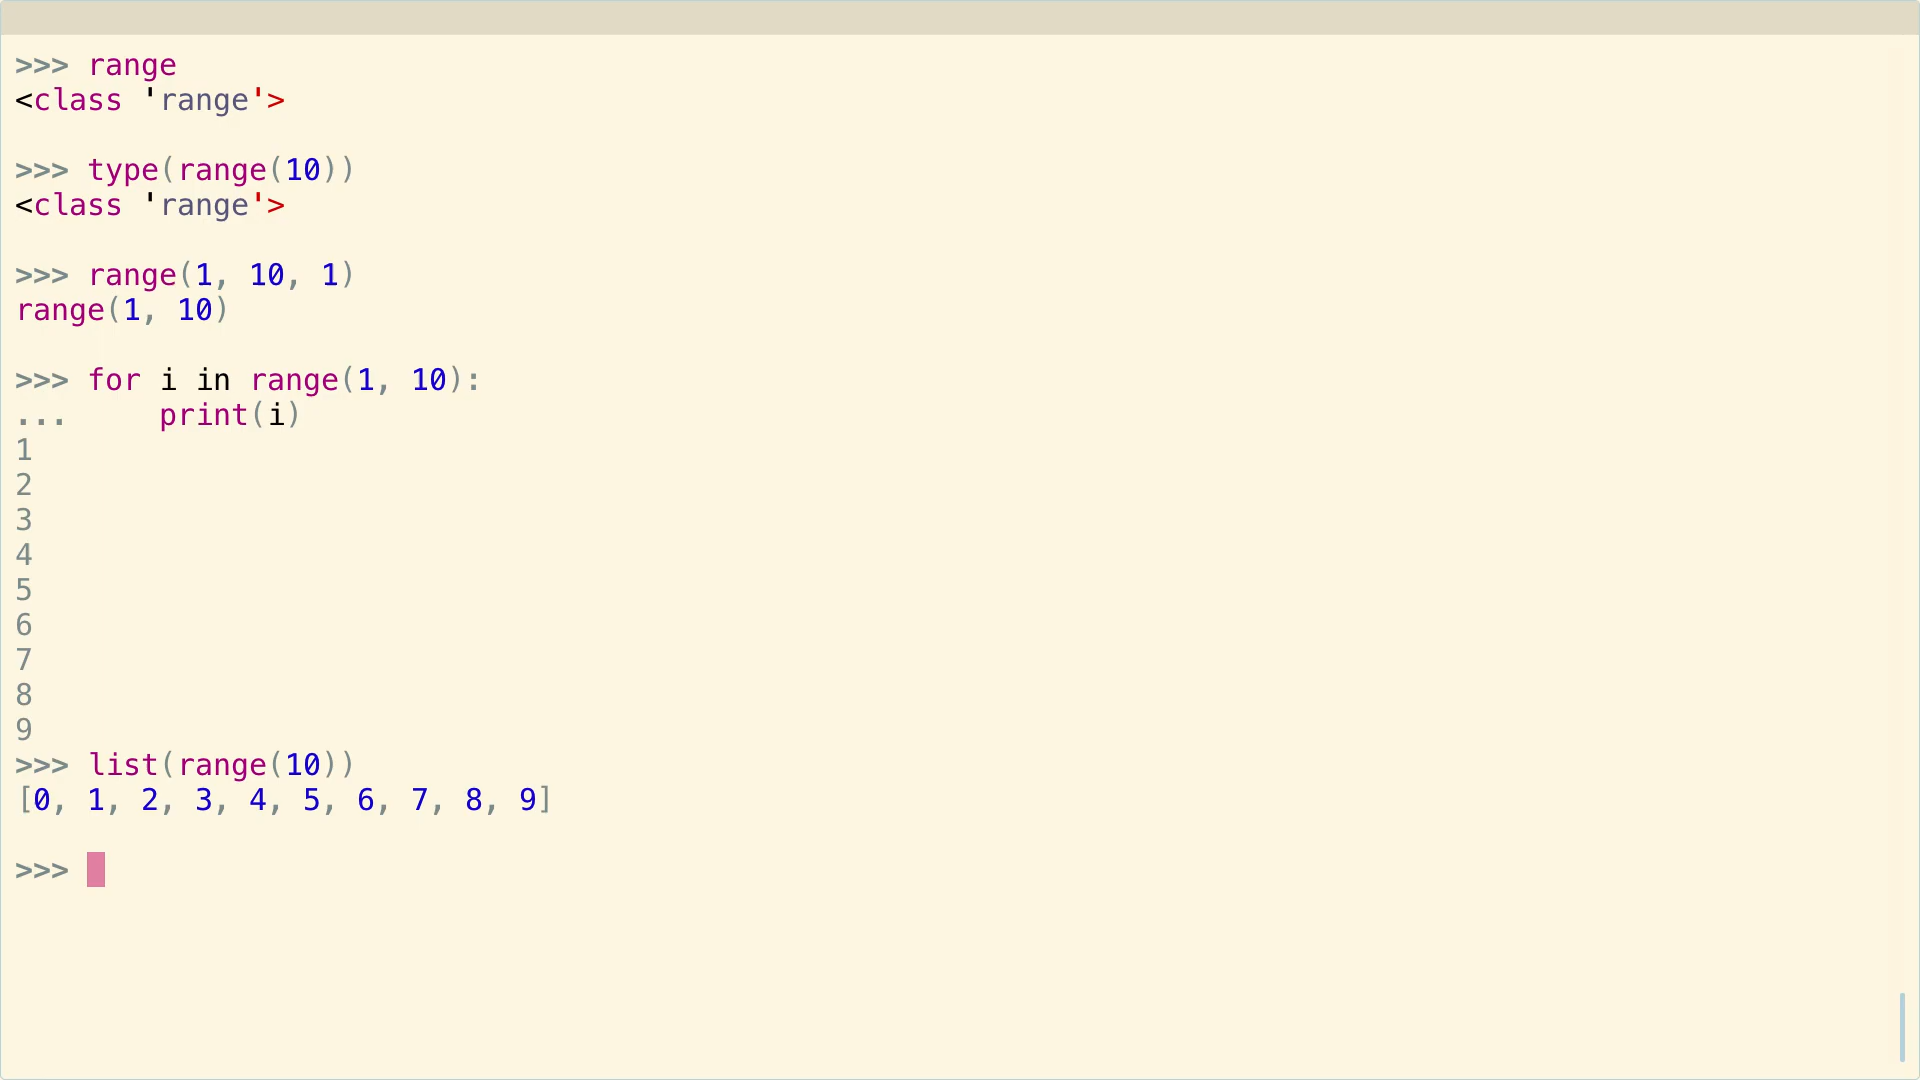 >>> range
<class 'range'>
>>> type(range(10))
<class 'range'>
>>> range(1, 10, 1)
range(1, 10)
>>> for i in range(1, 10):
...     print(i)
1
2
3
4
5
6
7
8
9
>>> list(range(10))
[0, 1, 2, 3, 4, 5, 6, 7, 8, 9]
>>>